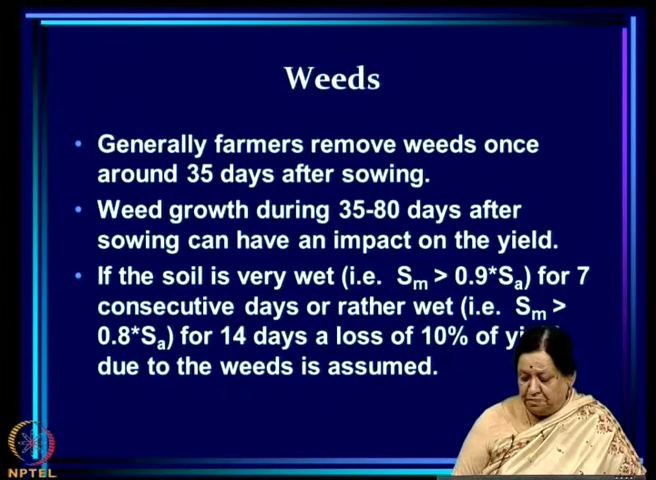 Weeds
• Generally farmers remove weeds once
around 35 days after sowing.
• Weed growth during 35-80 days after
sowing can have an impact on the yield.
• If the soil is very wet (i.e. Sm > 0.9*Sa) for 7
consecutive days or rather wet (i.e. Sm >
0.8*Sa) for 14 days a loss of 10% of
due to the weeds is assumed.
NPTEL